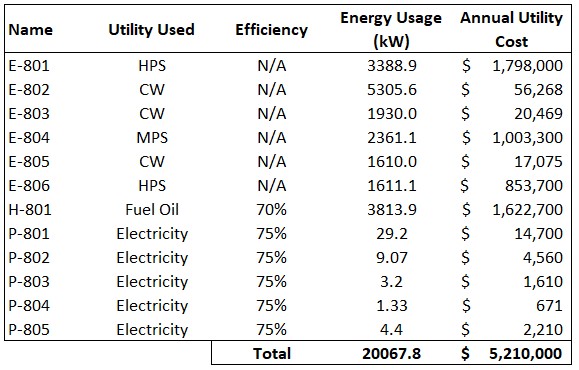 Name Utility Used Efficiency Energy Usage (kW) Annual Utility Cost
E-801 HPS N/A 3388.9 $ 1,798,000
E-802 CW N/A 5305.6 $ 56,268
E-803 CW N/A 1930.0 $ 20,469
E-804 MPS N/A 2361.1 $ 1,003,300
E-805 CW N/A 1610.0 $ 17,075
E-806 HPS N/A 1611.1 $ 853,700
H-801 Fuel Oil 70% 3813.9 $ 1,622,700
P-801 Electricity 75% 29.2 $ 14,700
P-802 Electricity 75% 9.07 $ 4,560
P-803 Electricity 75% 3.2 $ 1,610
P-804 Electricity 75% 1.33 $ 671
P-805 Electricity 75% 4.4 $ 2,210
Total 20067.8 $ 5,210,000